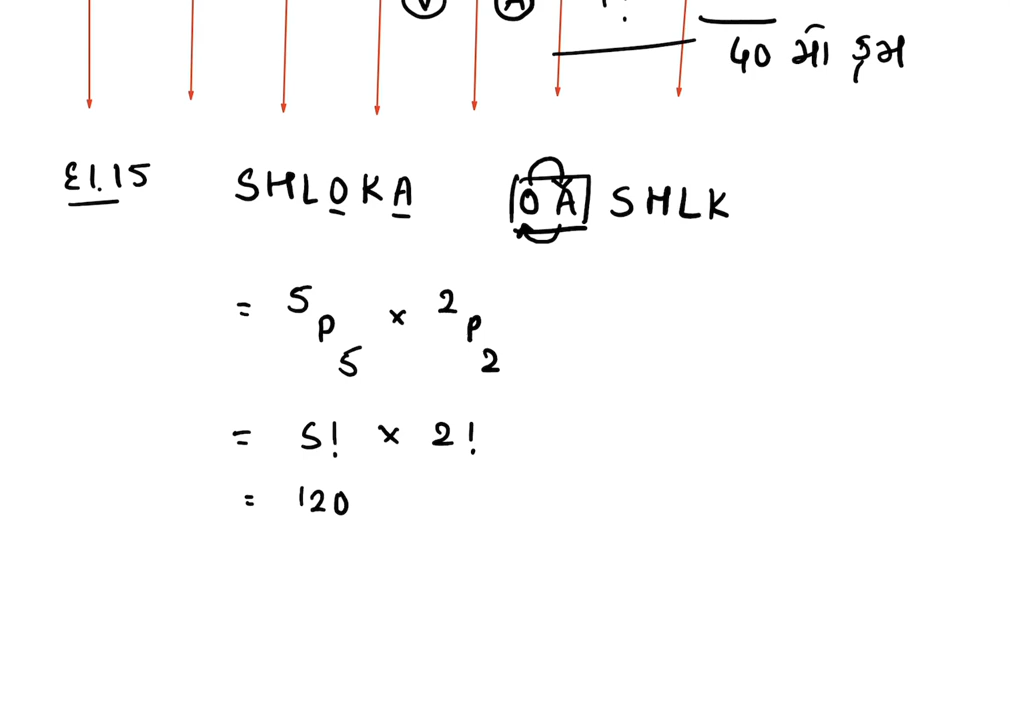 V A !
40 માં ક્રમ
દા.15 SHLOKA OA SHLK
= ⁵P₅ × ²P₂
= 5! × 2!
= 120